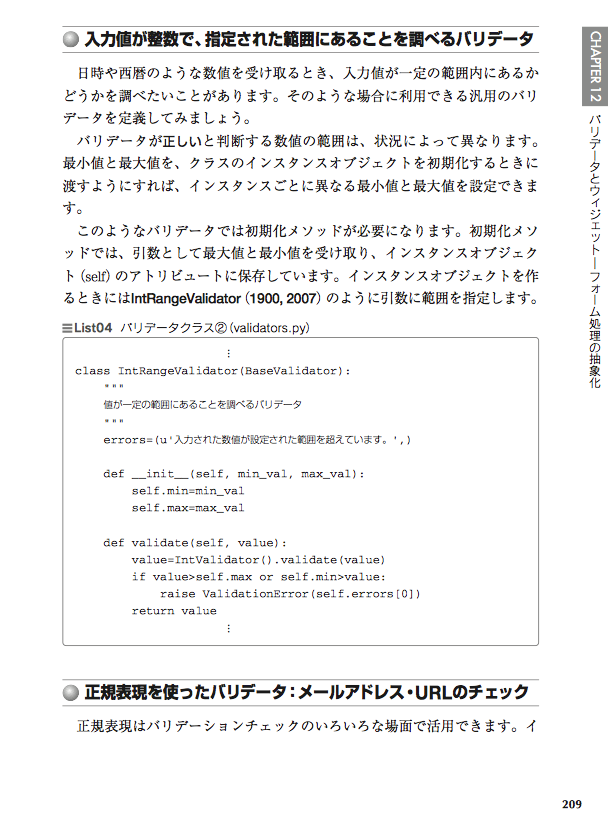 入力値が整数で、指定された範囲にあることを調べるバリデータ
日時や西暦のような数値を受け取るとき、入力値が一定の範囲内にあるか
どうかを調べたいことがあります。そのような場合に利用できる汎用のバリ
データを定義してみましょう。
バリデータが正しいと判断する数値の範囲は、状況によって異なります。
最小値と最大値を、クラスのインスタンスオブジェクトを初期化するときに
渡すようにすれば、インスタンスごとに異なる最小値と最大値を設定できま
す。
このようなバリデータでは初期化メソッドが必要になります。初期化メソ
ッドでは、引数として最大値と最小値を受け取り、インスタンスオブジェク
ト（self）のアトリビュートに保存しています。インスタンスオブジェクトを作
るときにはIntRangeValidator（1900, 2007）のように引数に範囲を指定します。
List04 バリデータクラス②（validators.py）
⋮
class IntRangeValidator(BaseValidator):
    """
    値が一定の範囲にあることを調べるバリデータ
    """
    errors=(u'入力された数値が設定された範囲を超えています。',)

    def __init__(self, min_val, max_val):
        self.min=min_val
        self.max=max_val

    def validate(self, value):
        value=IntValidator().validate(value)
        if value>self.max or self.min>value:
            raise ValidationError(self.errors[0])
        return value
⋮
正規表現を使ったバリデータ：メールアドレス・URLのチェック
正規表現はバリデーションチェックのいろいろな場面で活用できます。イ
CHAPTER 12
バリデータとウィジェット―フォーム処理の抽象化
209